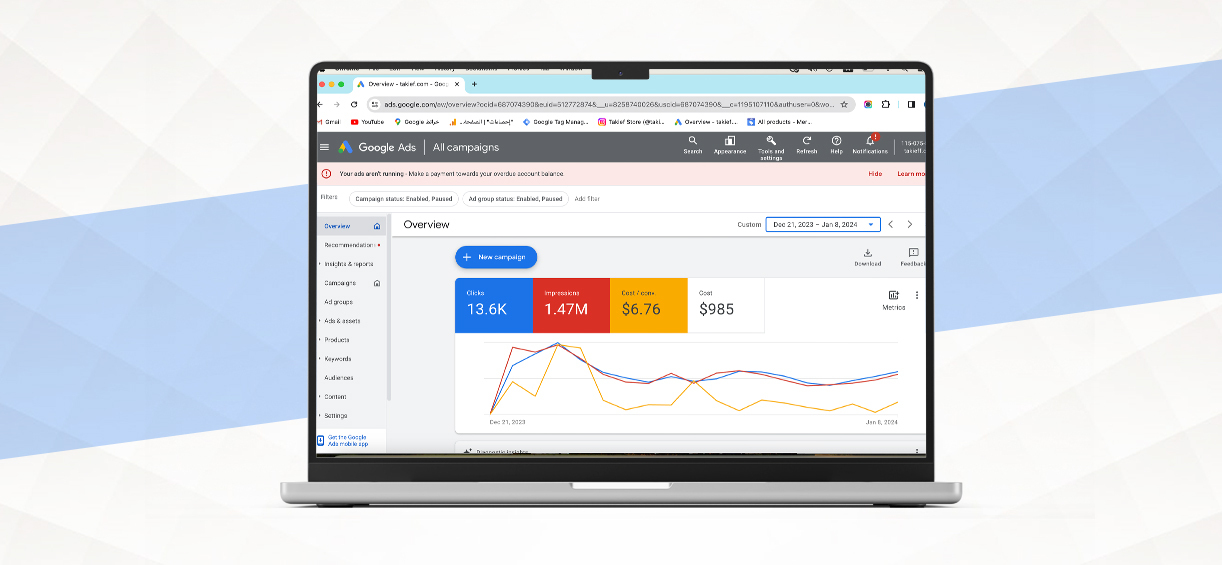 Overview - takief.com - Goo
ads.google.com/aw/overview?ocid=687074390&euid=512772874&__u=8258740026&uscid=687074390&__c=1195107110&authuser=0&wo...
Gmail
YouTube
Google خرائط
Google Tag Manag...
Takief Store (@taki...
Overview - takief....
All products - Mer...
Google Ads
All campaigns
Search
Appearance
Tools and settings
Refresh
Help
Notifications
116-075-
takieff.c
Your ads aren't running - Make a payment towards your overdue account balance.
Hide
Learn mo
Filters
Campaign status: Enabled, Paused
Ad group status: Enabled, Paused
Add filter
Overview
Recommendations
Insights & reports
Campaigns
Ad groups
Ads & assets
Products
Keywords
Audiences
Content
Settings
Get the Google
Ads mobile app
Overview
Custom
Dec 21, 2023 – Jan 8, 2024
New campaign
Download
Feedback
Clicks
13.6K
Impressions
1.47M
Cost / conv.
$6.76
Cost
$985
Metrics
Dec 21, 2023
Jan 8, 2024
Diagnostic insights